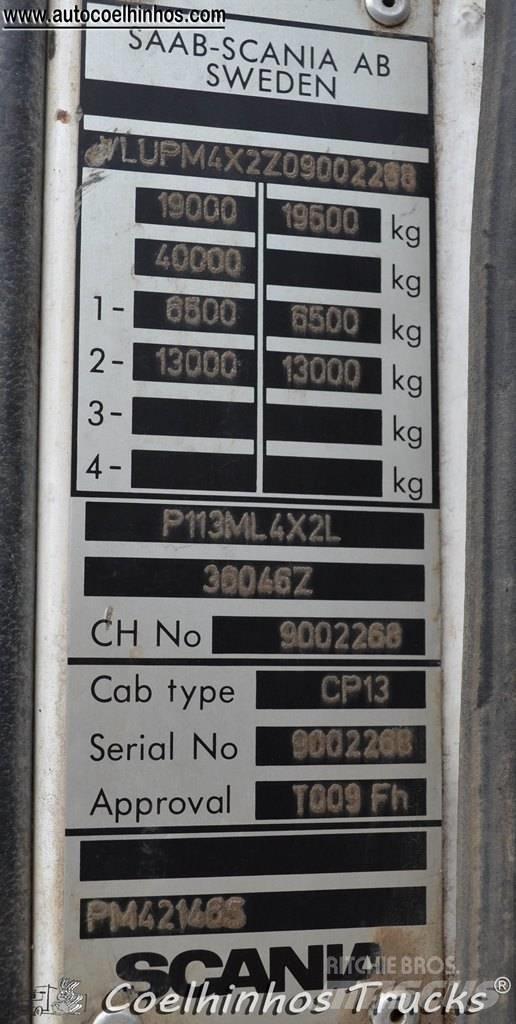 www.autocoelhinhos.com
SAAB-SCANIA AB
SWEDEN
VLUPM4X2Z09002268
19000 19500 kg
40000 kg
1- 6500 6500 kg
2- 13000 13000 kg
3- kg
4- kg
P113ML4X2L
36046Z
CH No 9002268
Cab type CP13
Serial No 9002268
Approval T009 Fh
PM421465
SCANIA
RITCHIE BROS.
Coelhinhos Trucks®